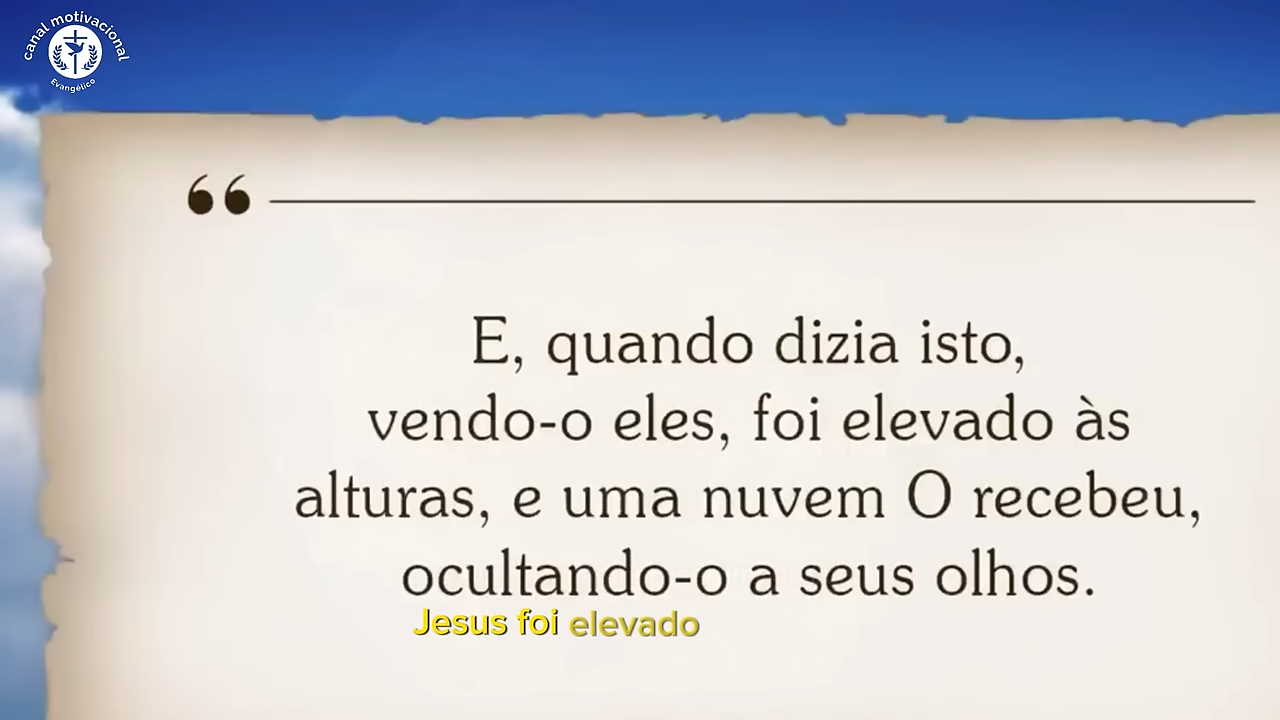 canal motivacional
Evangélico
“
E, quando dizia isto,
vendo-o eles, foi elevado às
alturas, e uma nuvem O recebeu,
ocultando-o a seus olhos.
Jesus foi elevado